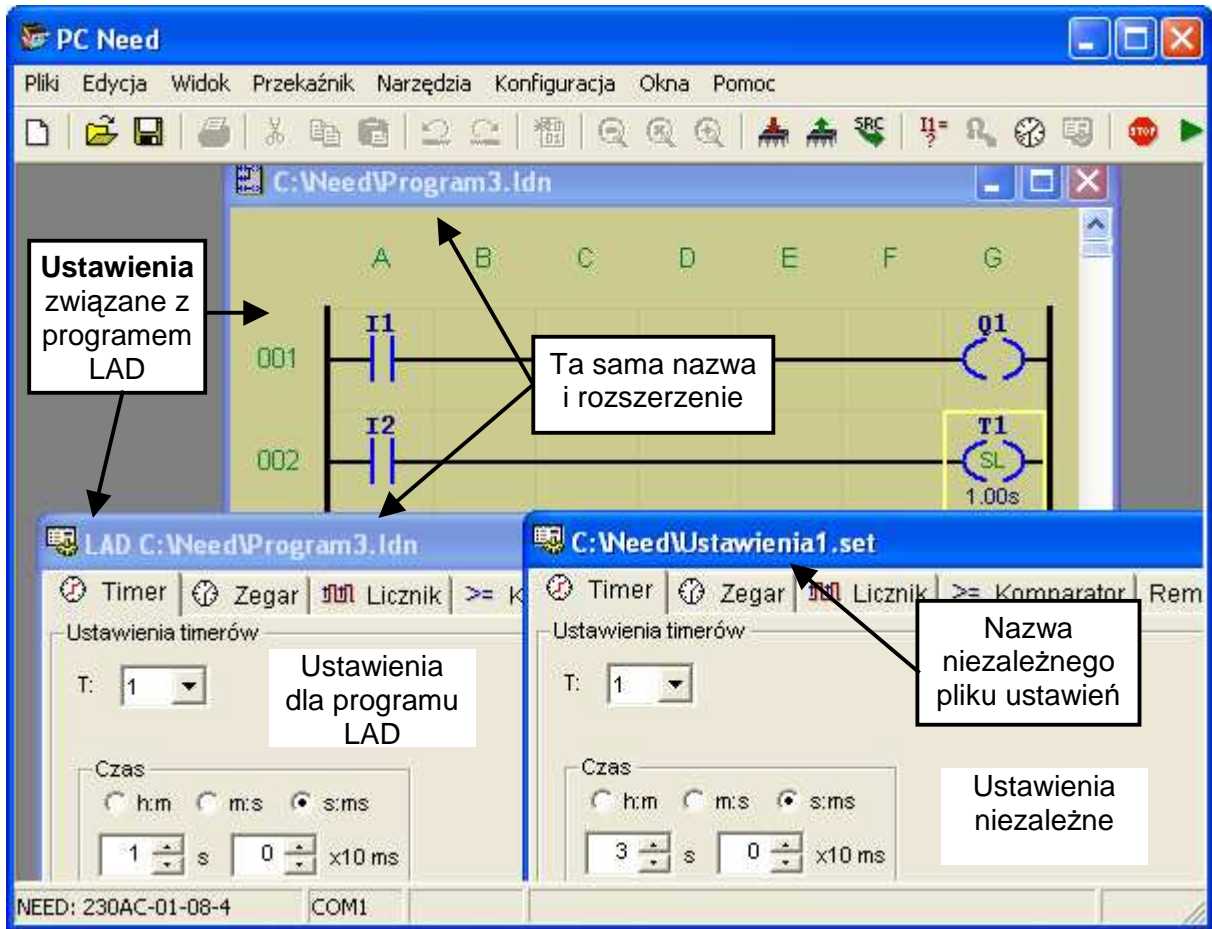 PC Need
Pliki Edycja Widok Przekaźnik Narzędzia Konfiguracja Okna Pomoc
SRC I1= ? STOP
C:\Need\Program3.ldn
A B C D E F G
Ustawienia
związane z
programem
LAD
I1 Q1
001
Ta sama nazwa
i rozszerzenie
I2 T1
002 SL
1.00s
LAD C:\Need\Program3.ldn
Timer Zegar Licznik >= K
Ustawienia timerów
T: 1
Ustawienia
dla programu
LAD
Czas
h:m m:s s:ms
1 s 0 x10 ms
C:\Need\Ustawienia1.set
Timer Zegar Licznik >= Komparator Rem
Ustawienia timerów
T: 1
Nazwa
niezależnego
pliku ustawień
Czas
h:m m:s s:ms
3 s 0 x10 ms
Ustawienia
niezależne
NEED: 230AC-01-08-4 COM1